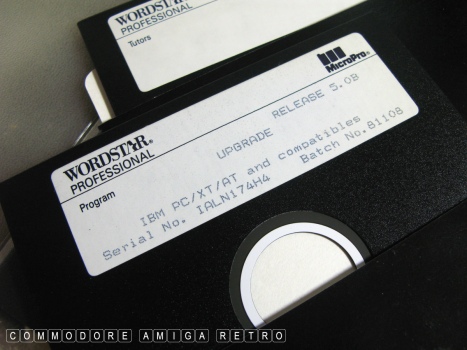 WORDSTAR®
PROFESSIONAL
Tutors
MicroPro®
WORDSTAR®
PROFESSIONAL
Program
UPGRADE RELEASE 5.0B
IBM PC/XT/AT and compatibles
Serial No. IALN174H4 Batch No.81108
COMMODORE AMIGA RETRO